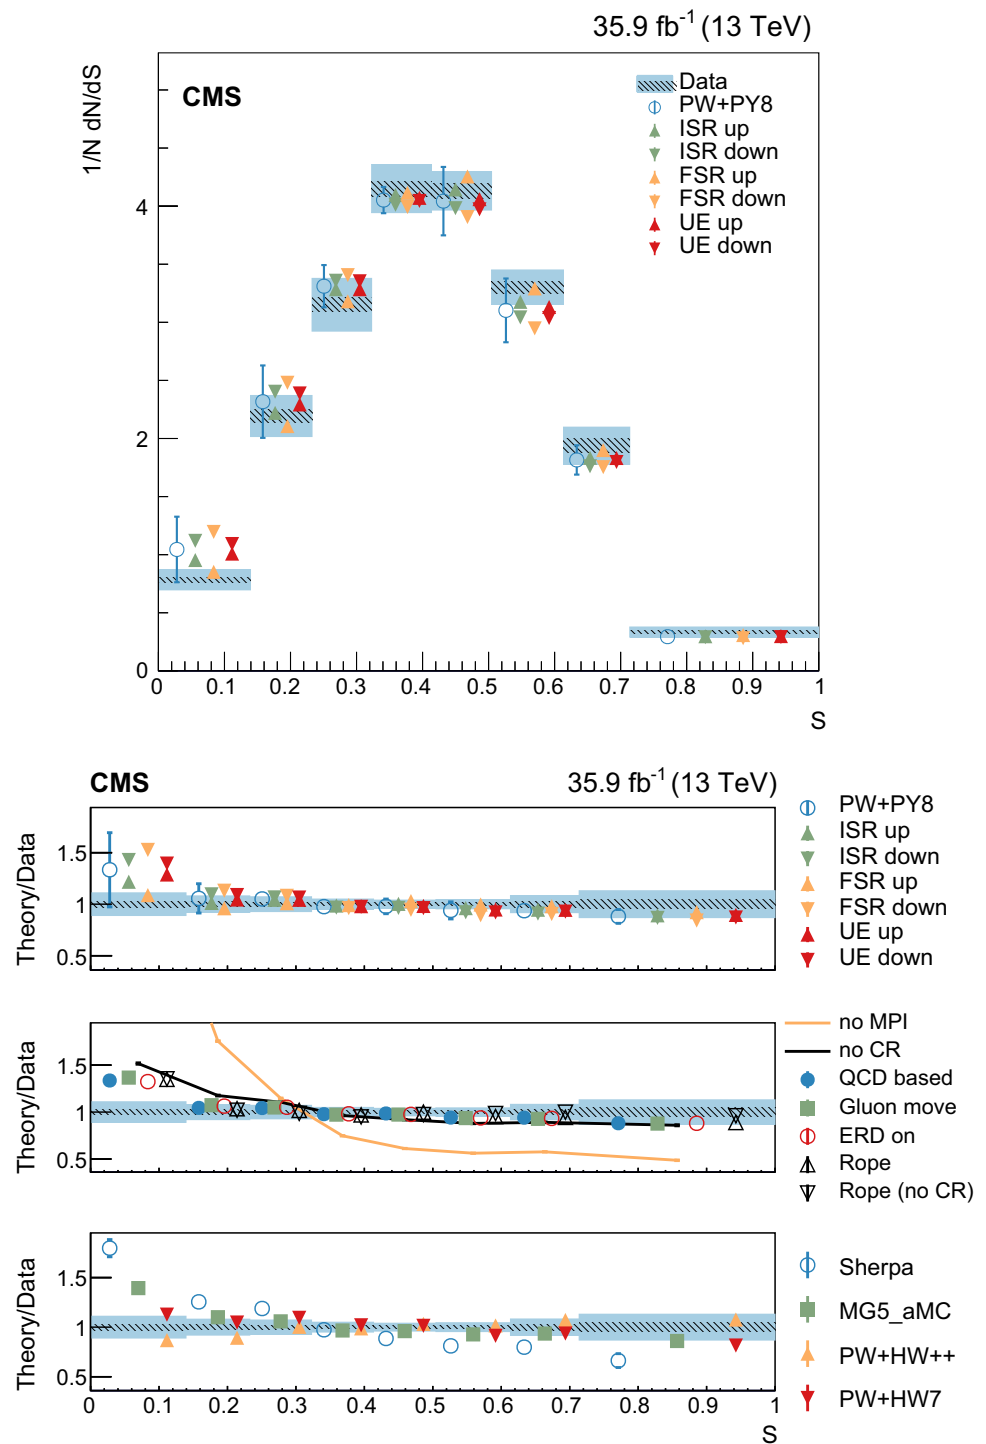 35.9 fb⁻¹ (13 TeV)
1/N dN/dS
CMS
Data
PW+PY8
ISR up
ISR down
FSR up
FSR down
UE up
UE down
4
2
0
0 0.1 0.2 0.3 0.4 0.5 0.6 0.7 0.8 0.9 1
S
CMS 35.9 fb⁻¹ (13 TeV)
Theory/Data
1.5
1
0.5
PW+PY8
ISR up
ISR down
FSR up
FSR down
UE up
UE down
Theory/Data
1.5
1
0.5
no MPI
no CR
QCD based
Gluon move
ERD on
Rope
Rope (no CR)
Theory/Data
1.5
1
0.5
Sherpa
MG5_aMC
PW+HW++
PW+HW7
0 0.1 0.2 0.3 0.4 0.5 0.6 0.7 0.8 0.9 1
S